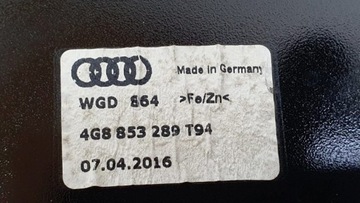 Made in Germany
WGD 864 >Fe/Zn<
4G8 853 289 T94
07.04.2016